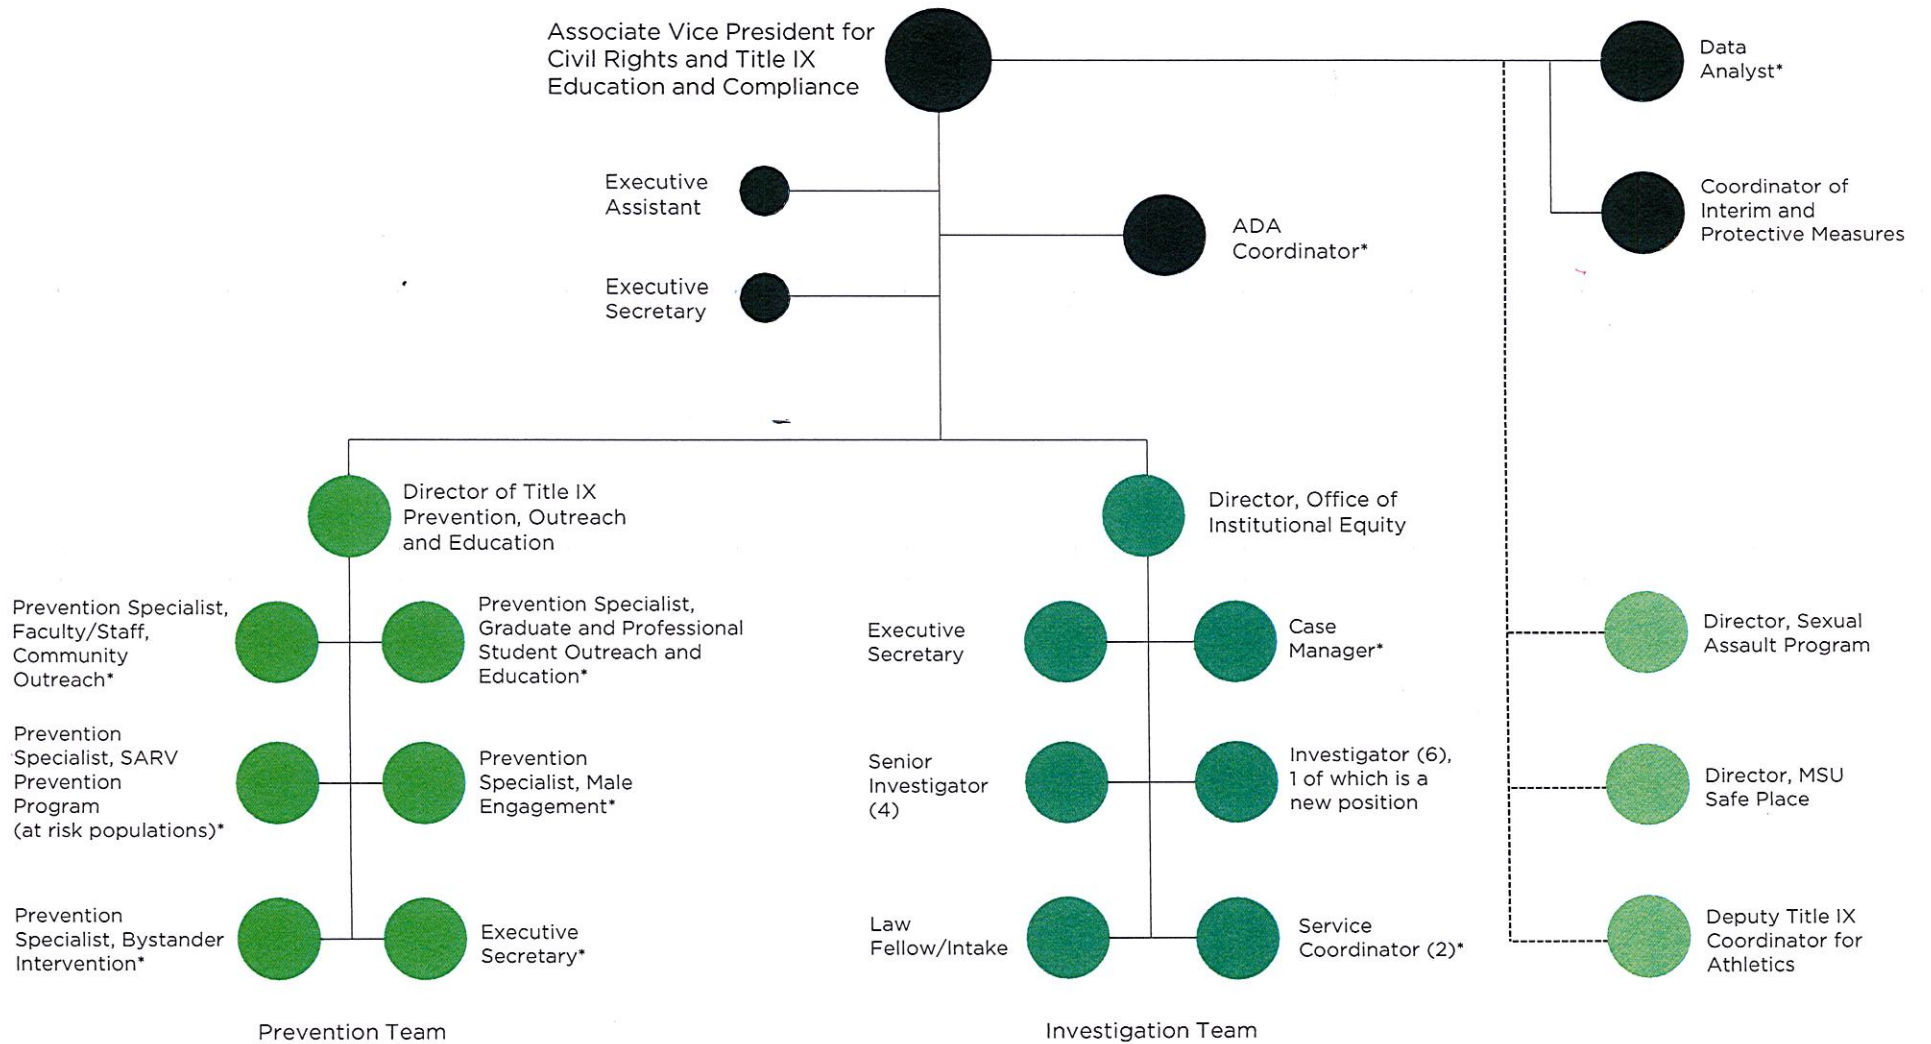 Associate Vice President for
Civil Rights and Title IX
Education and Compliance
Data
Analyst*
Executive
Assistant
Coordinator of
Interim and
Protective Measures
ADA
Coordinator*
Executive
Secretary
Director of Title IX
Prevention, Outreach
and Education
Director, Office of
Institutional Equity
Prevention Specialist,
Faculty/Staff,
Community
Outreach*
Prevention Specialist,
Graduate and Professional
Student Outreach and
Education*
Executive
Secretary
Case
Manager*
Director, Sexual
Assault Program
Prevention
Specialist, SARV
Prevention
Program
(at risk populations)*
Prevention
Specialist, Male
Engagement*
Senior
Investigator
(4)
Investigator (6),
1 of which is a
new position
Director, MSU
Safe Place
Prevention
Specialist, Bystander
Intervention*
Executive
Secretary*
Law
Fellow/Intake
Service
Coordinator (2)*
Deputy Title IX
Coordinator for
Athletics
Prevention Team
Investigation Team